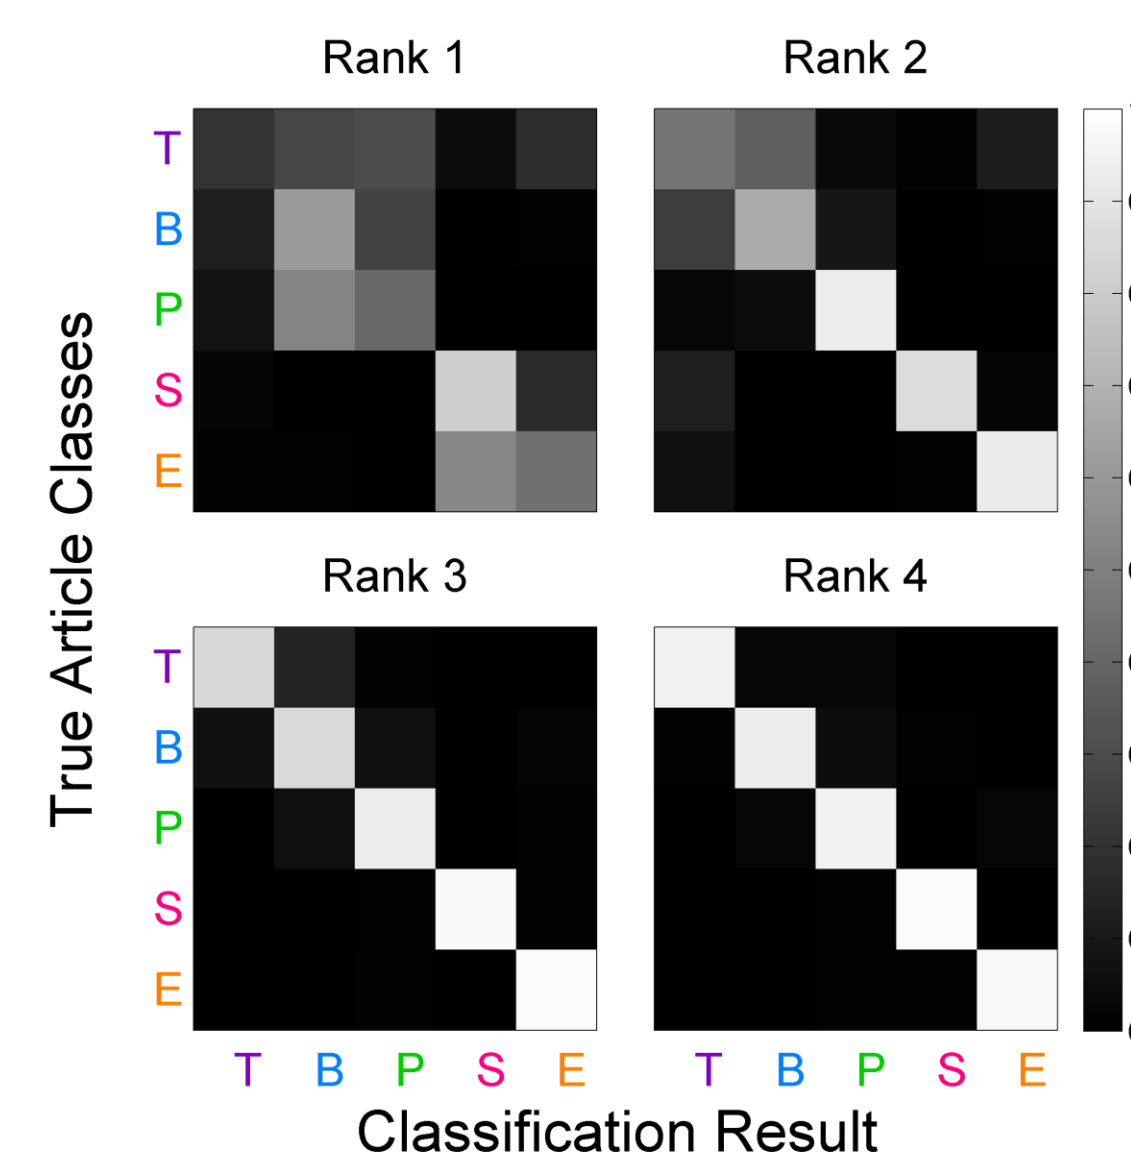 Rank 1
Rank 2
T
B
P
S
E
True Article Classes
Rank 3
Rank 4
T
B
P
S
E
T B P S E
T B P S E
Classification Result